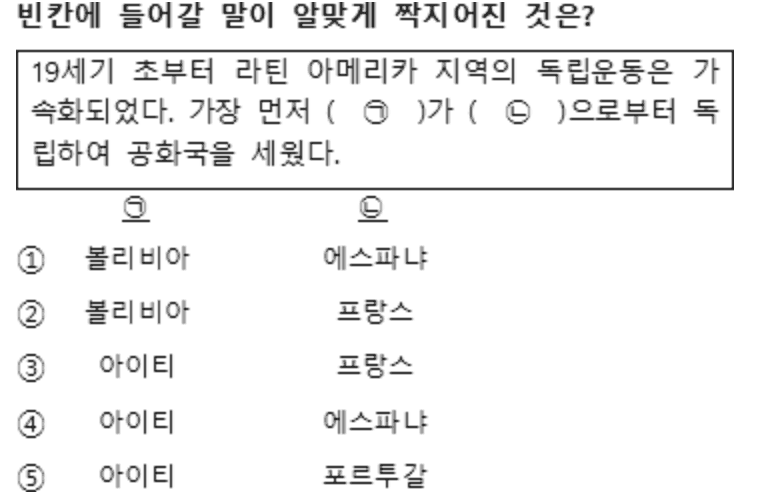 빈칸에 들어갈 말이 알맞게 짝지어진 것은?
19세기 초부터 라틴 아메리카 지역의 독립운동은 가
속화되었다. 가장 먼저 ( ㉠ )가 ( ㉡ )으로부터 독
립하여 공화국을 세웠다.
㉠ ㉡
① 볼리비아 에스파냐
② 볼리비아 프랑스
③ 아이티 프랑스
④ 아이티 에스파냐
⑤ 아이티 포르투갈